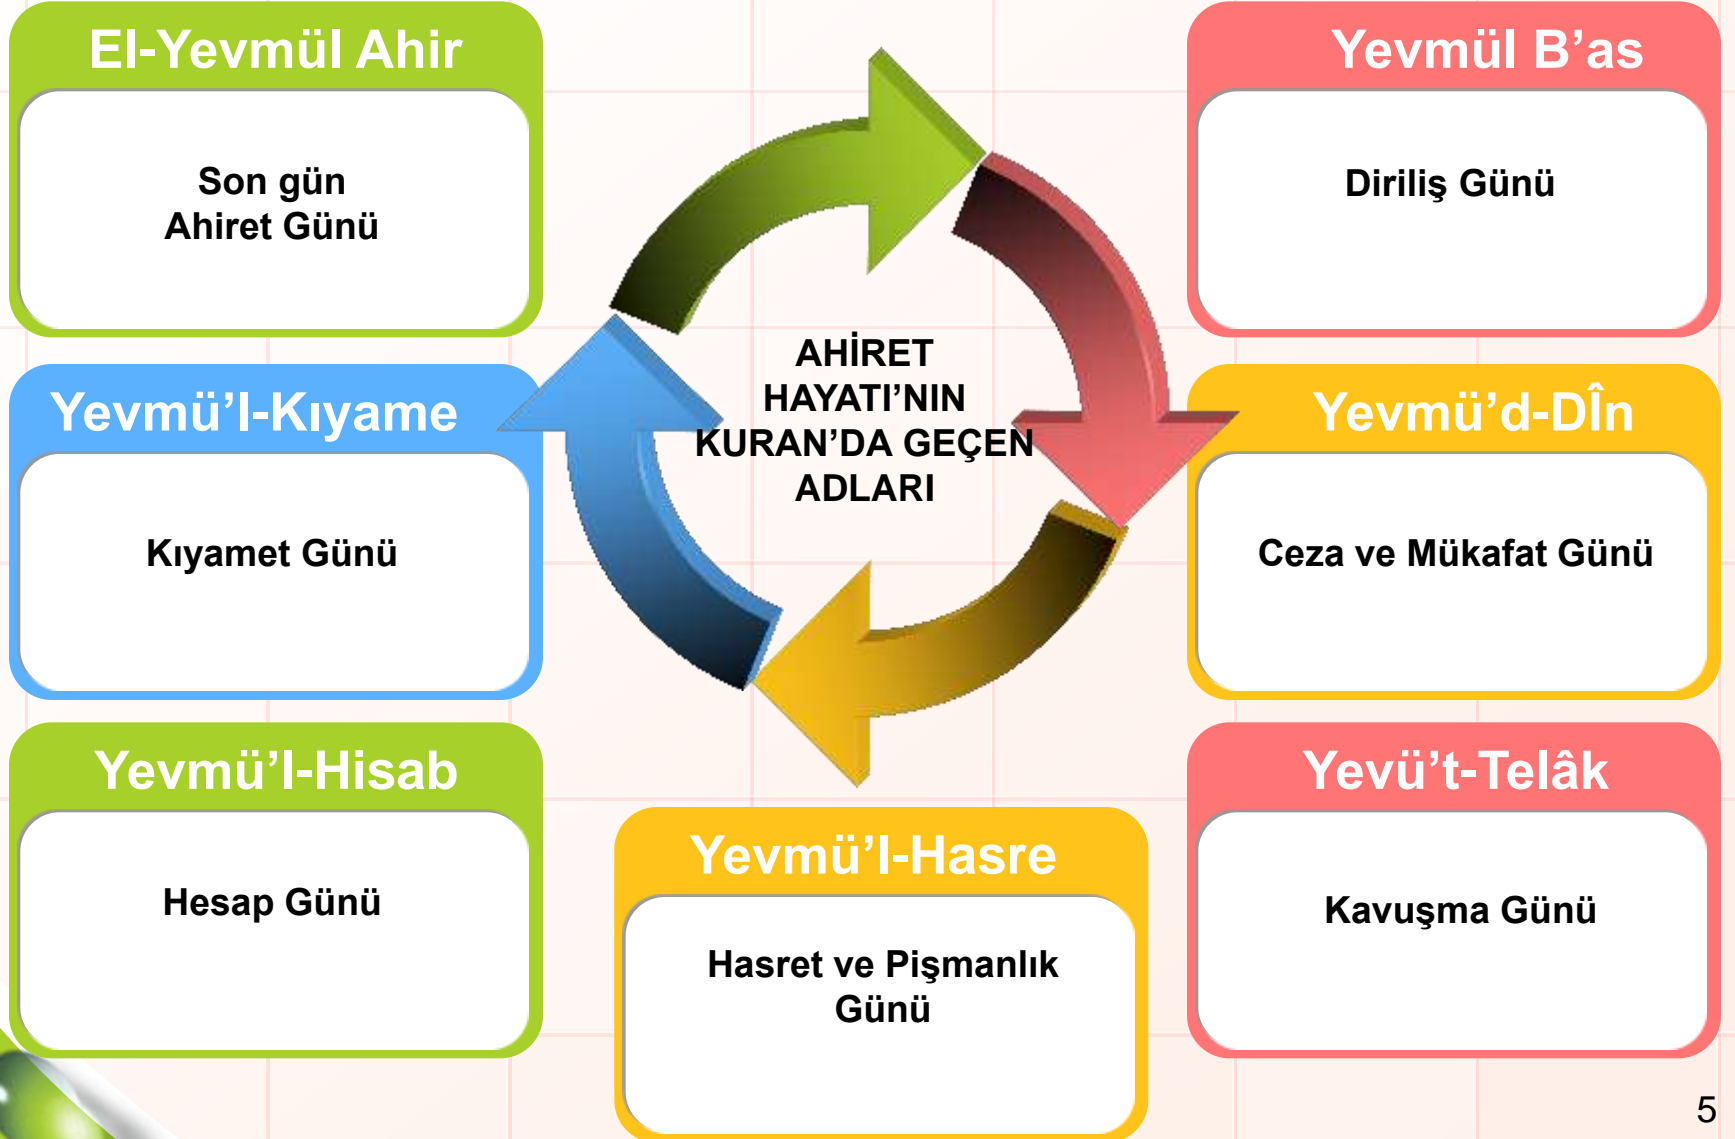 El-Yevmül Ahir
Son gün
Ahiret Günü
Yevmül B’as
Diriliş Günü
AHİRET
HAYATI’NIN
KURAN’DA GEÇEN
ADLARI
Yevmü’l-Kıyame
Kıyamet Günü
Yevmü’d-DÎn
Ceza ve Mükafat Günü
Yevmü’l-Hisab
Hesap Günü
Yevmü’l-Hasre
Hasret ve Pişmanlık
Günü
Yevü’t-Telâk
Kavuşma Günü
5